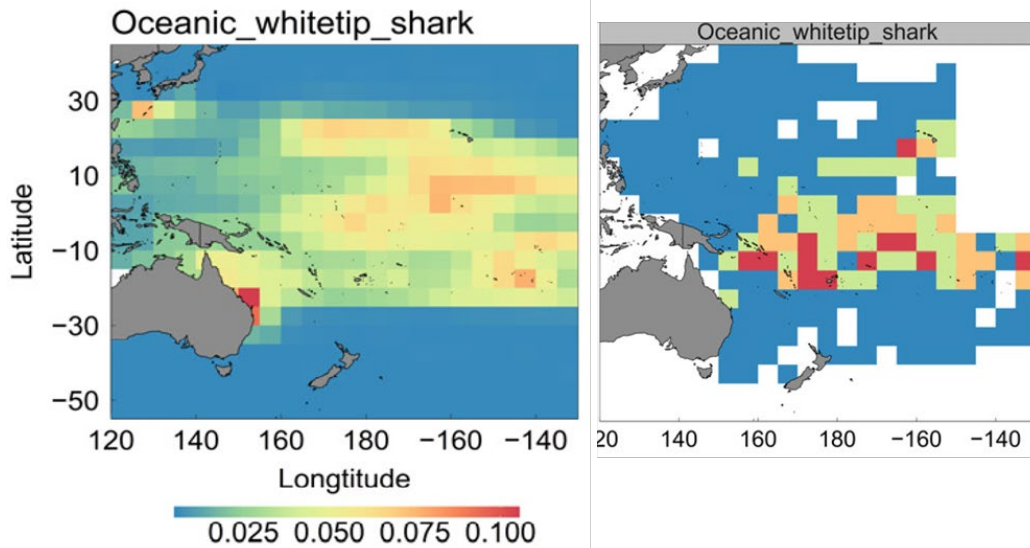 Oceanic_whitetip_shark
Oceanic_whitetip_shark
30
10
−10
−30
−50
Latitude
120 140 160 180 −160 −140
Longtitude
0.025 0.050 0.075 0.100
20 140 160 180 −160 −140